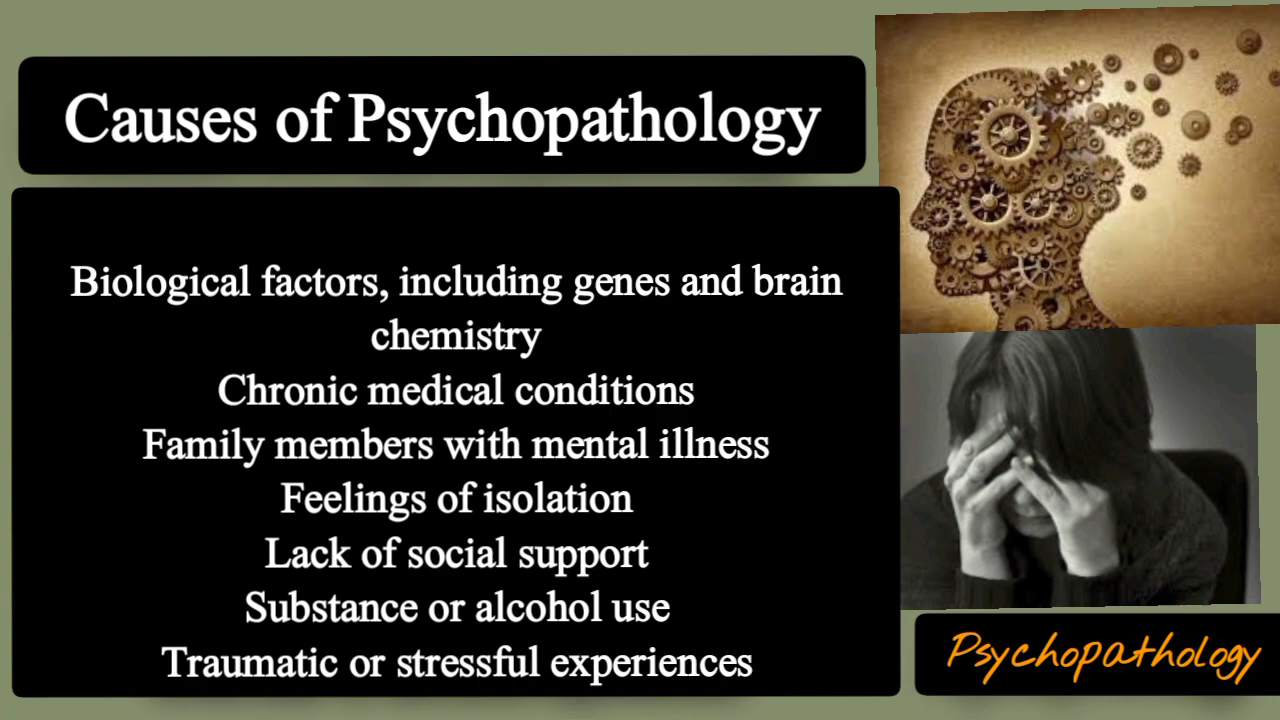 Causes of Psychopathology
Biological factors, including genes and brain
chemistry
Chronic medical conditions
Family members with mental illness
Feelings of isolation
Lack of social support
Substance or alcohol use
Traumatic or stressful experiences
Psychopathology